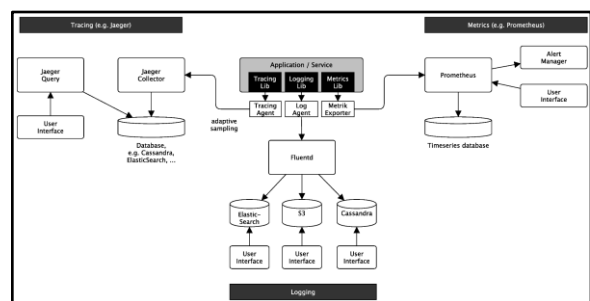 Tracing (e.g. Jaeger)
Metrics (e.g. Prometheus)
Application / Service
Tracing
Lib
Logging
Lib
Metrics
Lib
Tracing
Agent
Log
Agent
Metrik
Exporter
Jaeger
Query
Jaeger
Collector
User
Interface
adaptive
sampling
Database,
e.g. Cassandra,
ElasticSearch, ...
Prometheus
Alert
Manager
User
Interface
Timeseries database
Fluentd
Elastic-
Search
S3
Cassandra
User
Interface
User
Interface
User
Interface
Logging